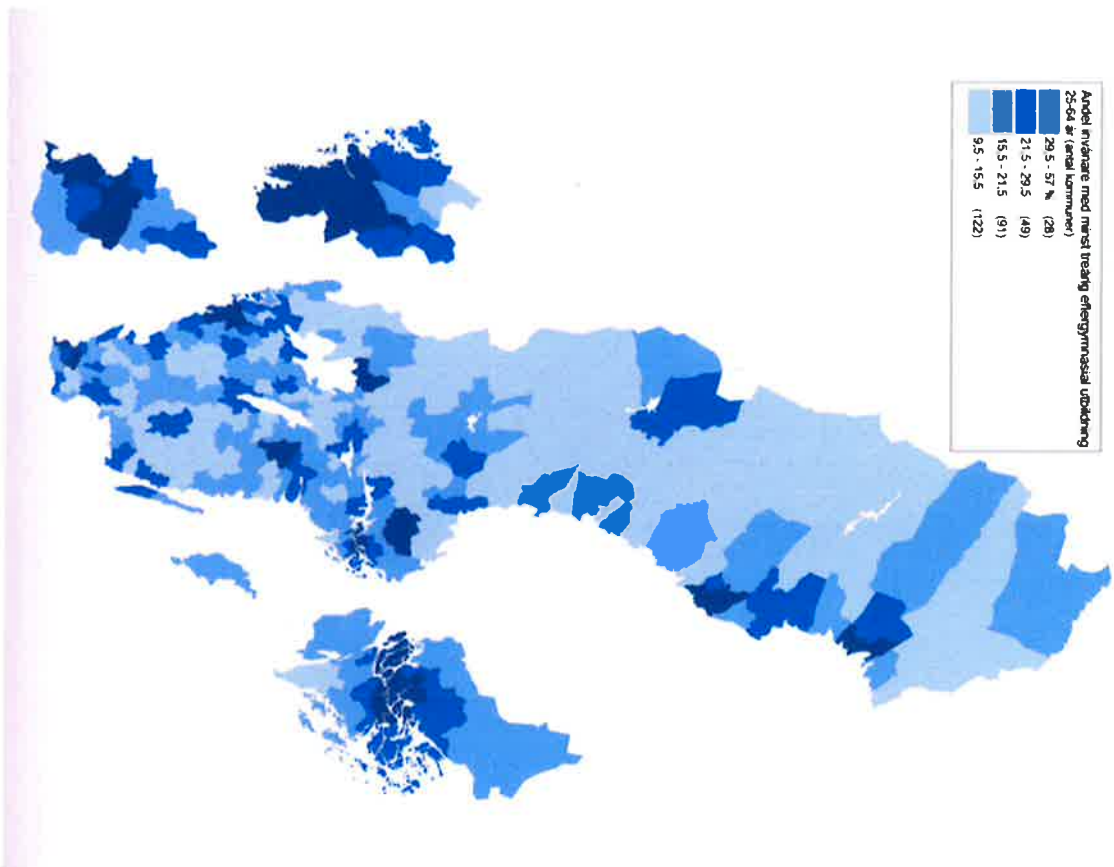 Andel invånare med minst treårig eftergymnasial utbildning
25-64 år (antal kommuner)
29,5 - 57 % (28)
21,5 - 29,5 (49)
15,5 - 21,5 (91)
9,5 - 15,5 (122)